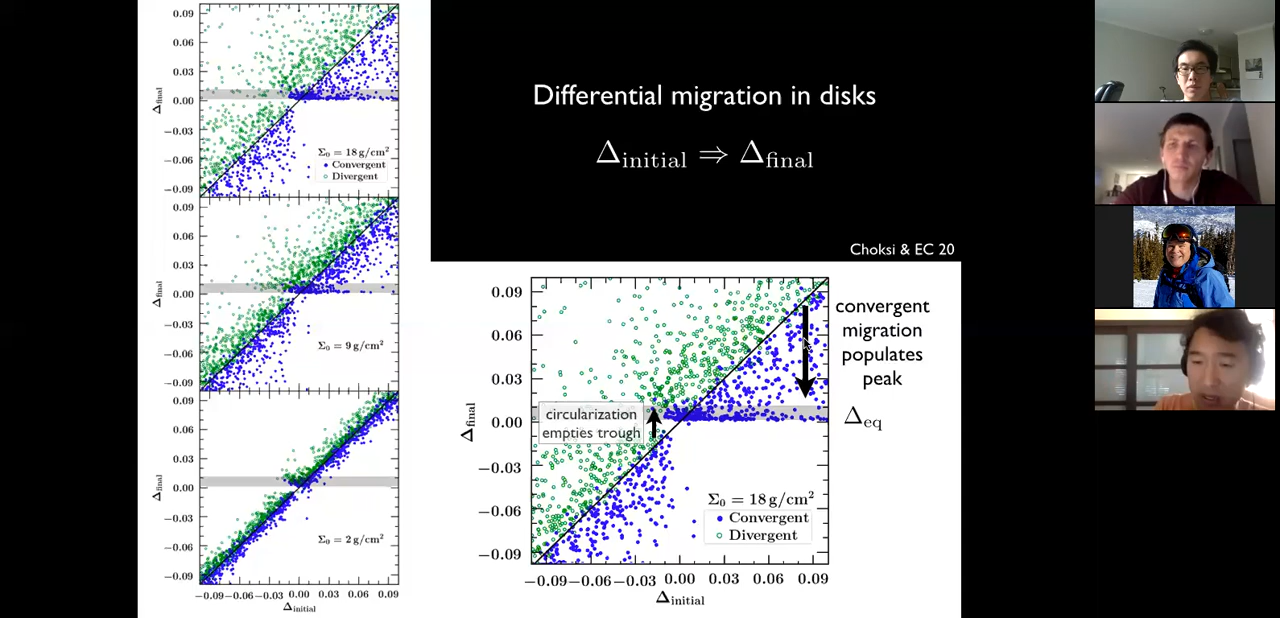 0.09
0.06
0.03
0.00
−0.03
−0.06
−0.09
Δfinal
Σ0 = 18 g/cm²
Convergent
Divergent
0.09
0.06
0.03
0.00
−0.03
−0.06
−0.09
Δfinal
Σ0 = 9 g/cm²
0.09
0.06
0.03
0.00
−0.03
−0.06
−0.09
Δfinal
Σ0 = 2 g/cm²
−0.09−0.06−0.03 0.00 0.03 0.06 0.09
Δinitial
Differential migration in disks
Δinitial ⇒ Δfinal
Choksi & EC 20
0.09
0.06
0.03
0.00
−0.03
−0.06
−0.09
Δfinal
circularization
empties trough
Σ0 = 18 g/cm²
Convergent
Divergent
−0.09−0.06−0.03 0.00 0.03 0.06 0.09
Δinitial
convergent
migration
populates
peak
Δeq